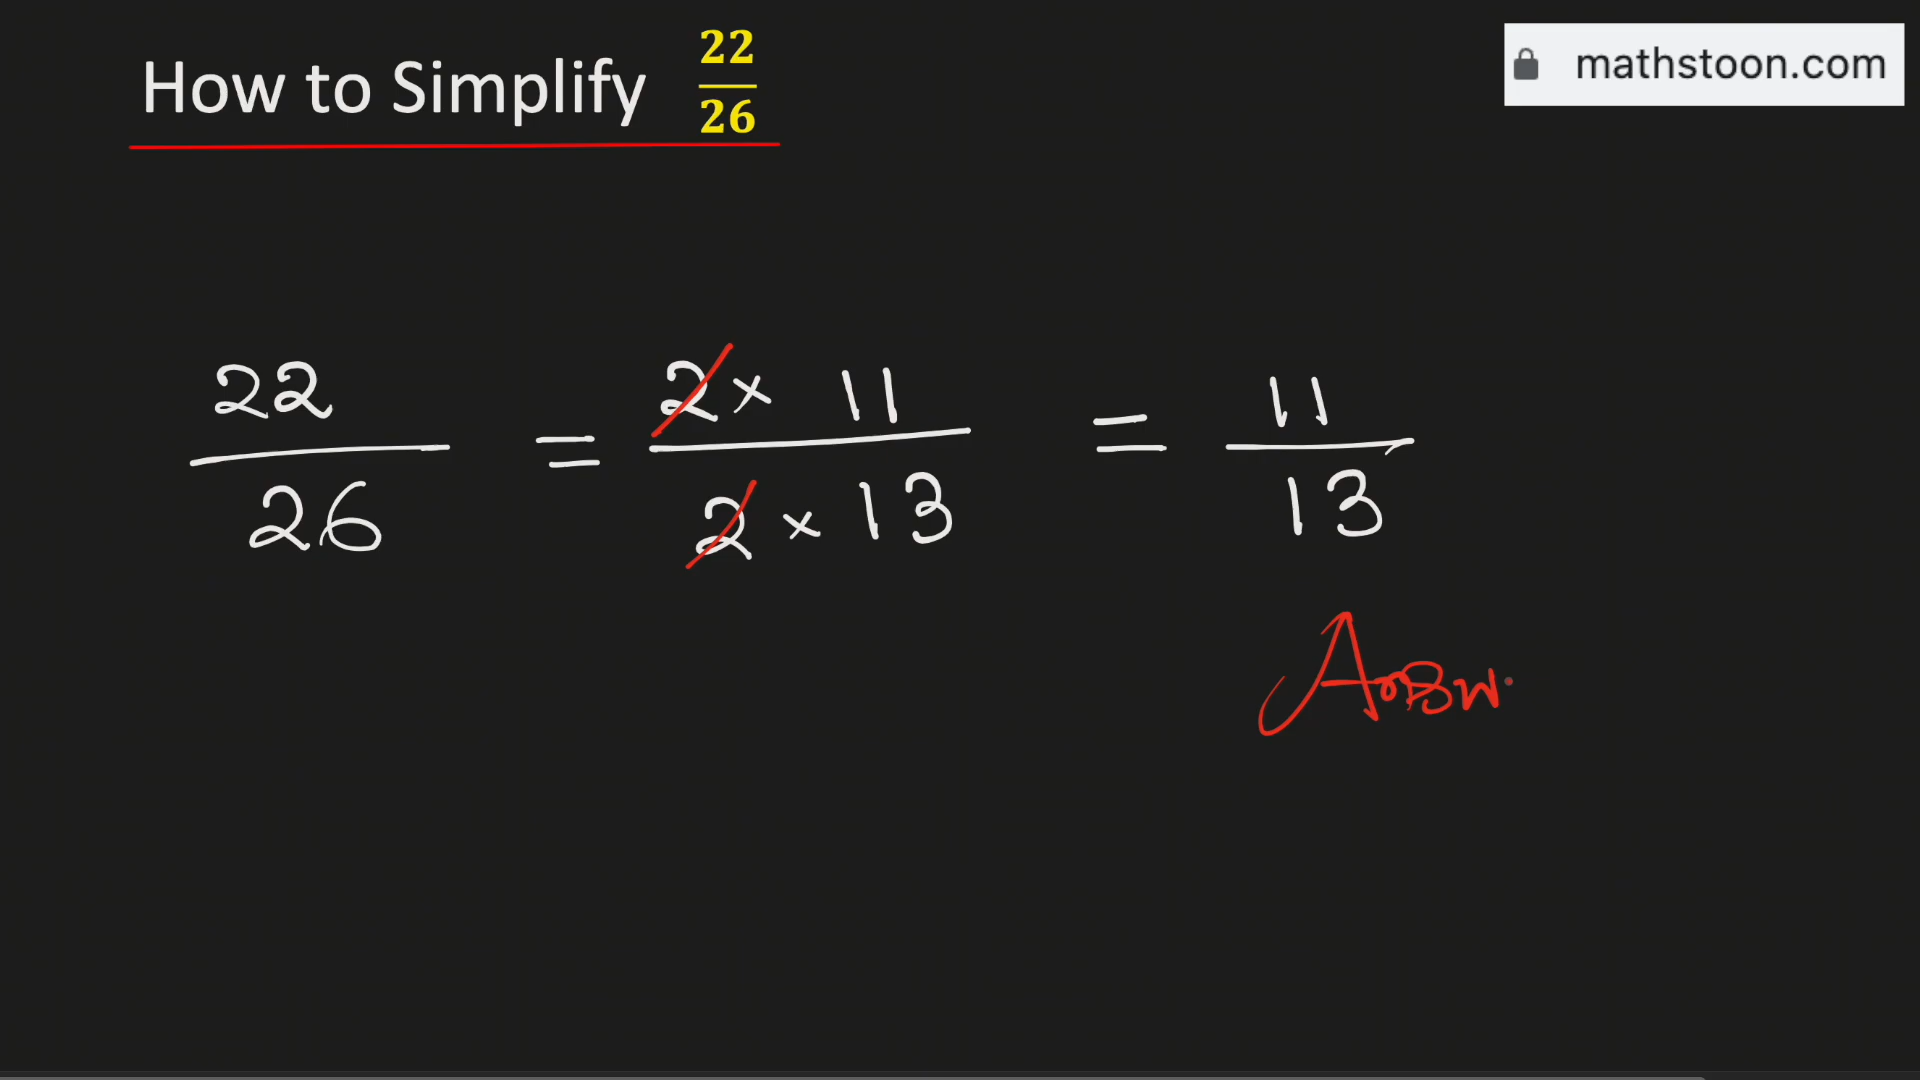 How to Simplify 22/26
mathstoon.com
22/26 = 2 × 11 / 2 × 13 = 11/13
Answ.